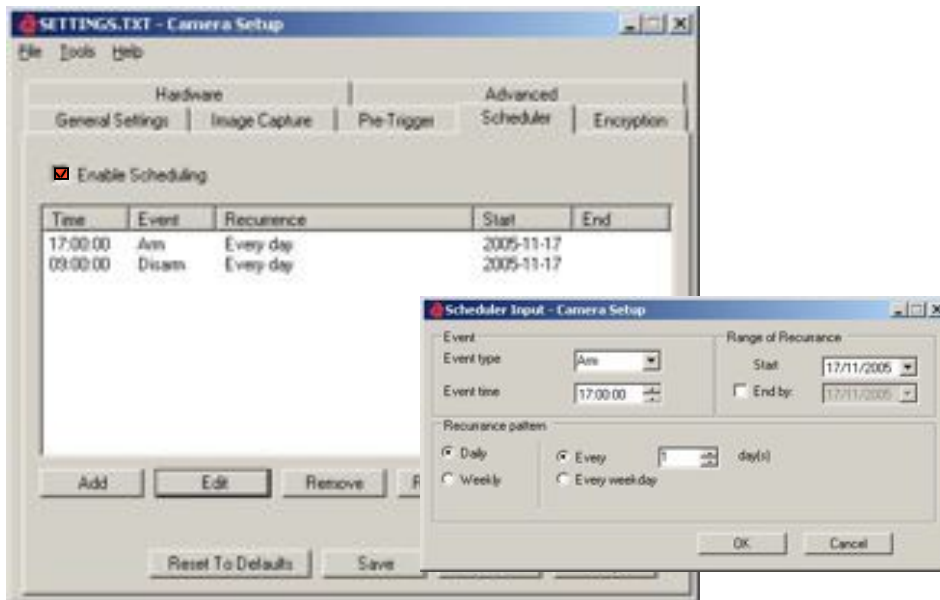 SETTINGS.TXT - Camera Setup
File Tools Help
Hardware Advanced
General Settings Image Capture Pre-Trigger Scheduler Encryption
Enable Scheduling
Time Event Recurrence Start End
17:00:00 Arm Every day 2005-11-17
09:00:00 Disarm Every day 2005-11-17
Add Edit Remove
Reset To Defaults Save
Scheduler Input - Camera Setup
Event
Event type Arm
Event time 17:00:00
Range of Recurrance
Start 17/11/2005
End by: 17/11/2005
Recurrance pattern
Daily Every 1 day(s)
Weekly Every weekday
OK Cancel